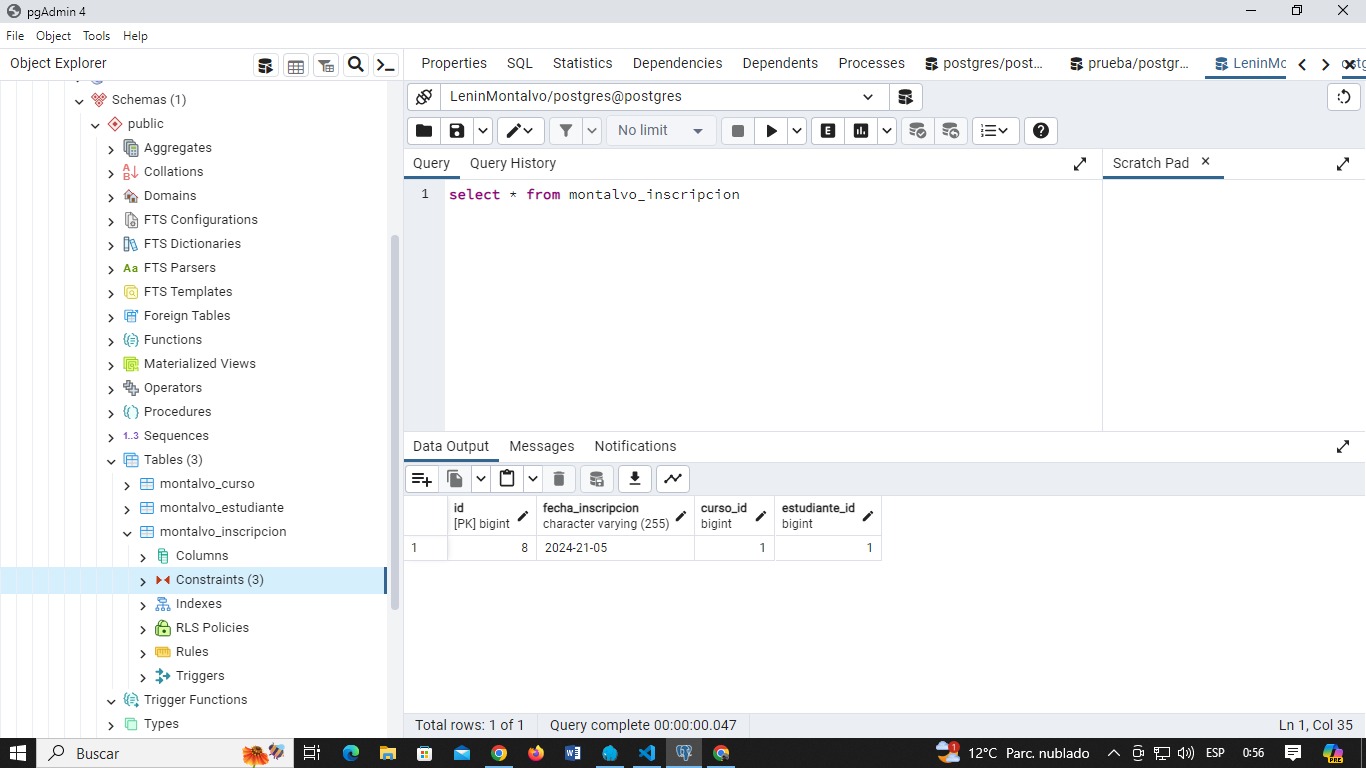 pgAdmin 4
File Object Tools Help
Object Explorer
Properties SQL Statistics Dependencies Dependents Processes postgres/post... prueba/postgr... LeninMo
Schemas (1)
public
Aggregates
Collations
Domains
FTS Configurations
FTS Dictionaries
Aa FTS Parsers
FTS Templates
Foreign Tables
Functions
Materialized Views
Operators
Procedures
1..3 Sequences
Tables (3)
montalvo_curso
montalvo_estudiante
montalvo_inscripcion
Columns
Constraints (3)
Indexes
RLS Policies
Rules
Triggers
Trigger Functions
Types
LeninMontalvo/postgres@postgres
No limit
E
Query Query History
Scratch Pad
1 select * from montalvo_inscripcion
Data Output Messages Notifications
id fecha_inscripcion curso_id estudiante_id
[PK] bigint character varying (255) bigint bigint
1 8 2024-21-05 1 1
Total rows: 1 of 1 Query complete 00:00:00.047 Ln 1, Col 35
Buscar
1 12°C Parc. nublado ESP 0:56
PRE